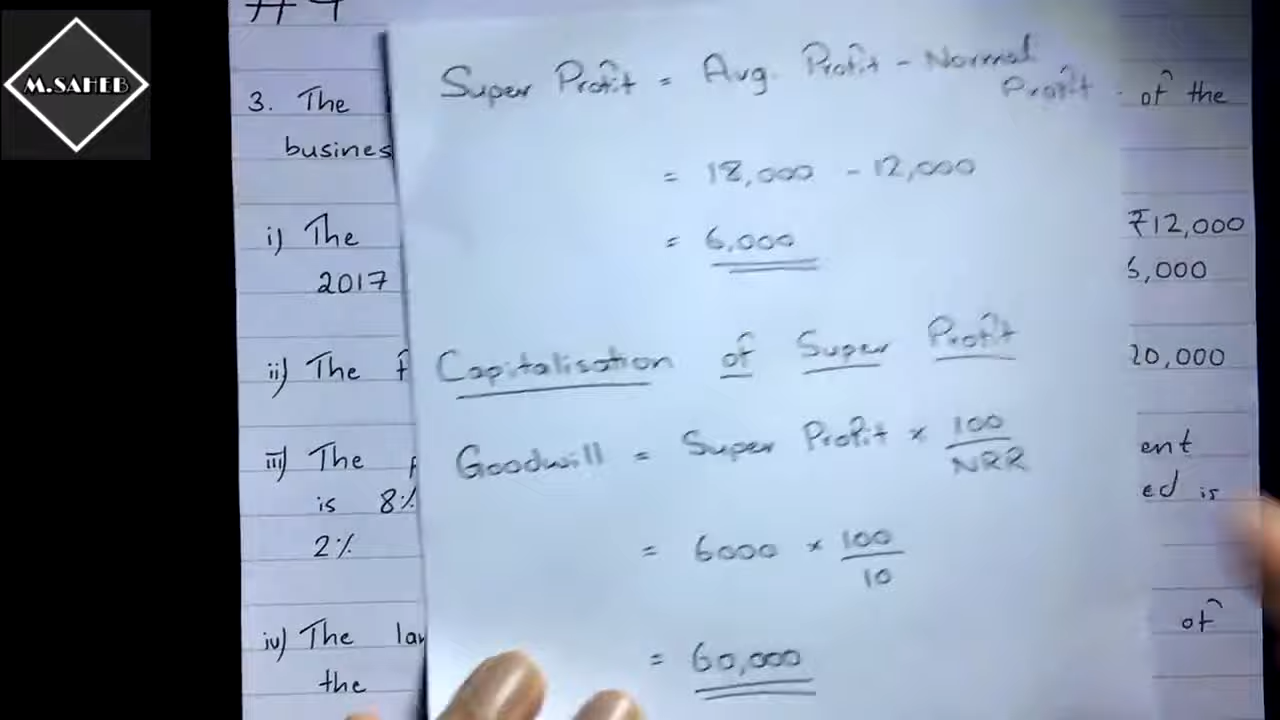 # 4
M.SAHEB
Super Profit = Avg. Profit - Normal
Profit.
= 18,000 - 12,000
= 6,000
Capitalisation of Super Profit
Goodwill = Super Profit × 100/NRR
= 6000 × 100/10
= 60,000
3. The
busines
i) The
2017
ii) The f
iii) The p
is 8%
2%
iv) The lan
the
of the
₹12,000
6,000
20,000
ent
ed is
of